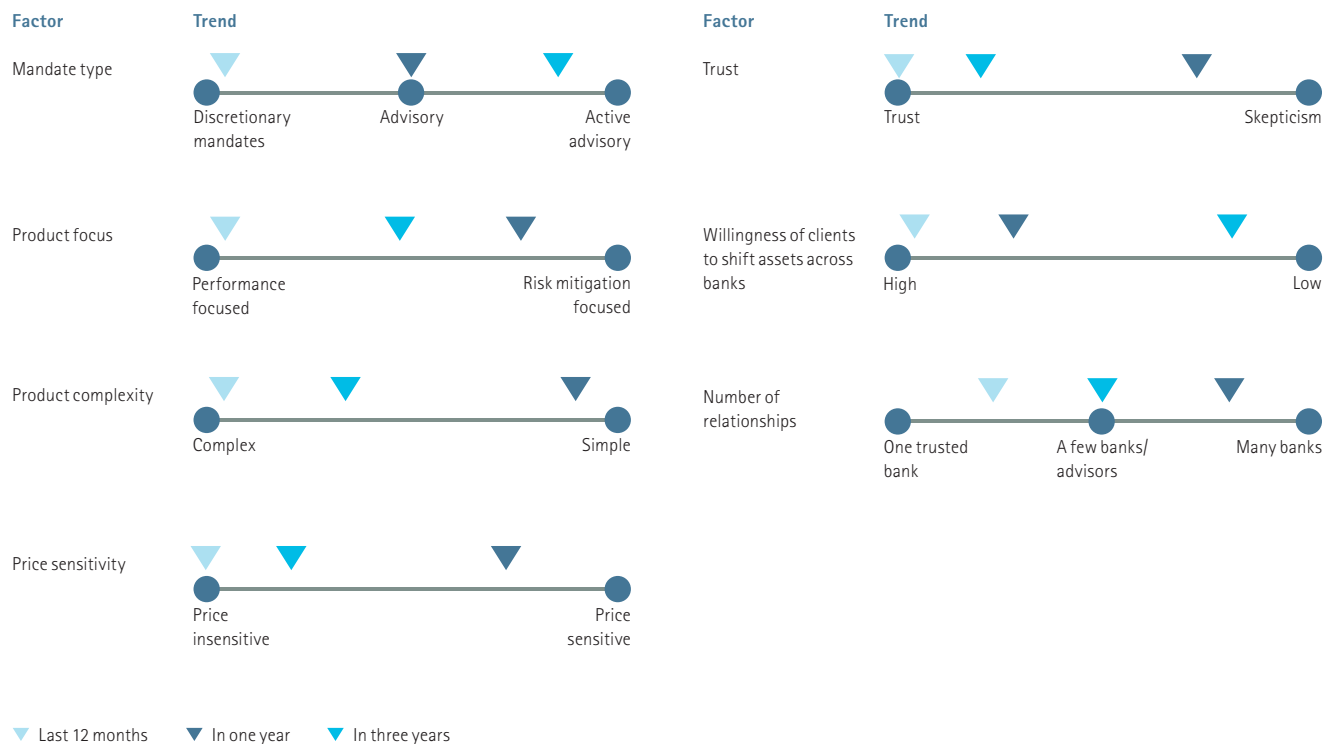 Factor
Trend
Mandate type
Discretionary
mandates
Advisory
Active
advisory
Product focus
Performance
focused
Risk mitigation
focused
Product complexity
Complex
Simple
Price sensitivity
Price
insensitive
Price
sensitive
Factor
Trend
Trust
Trust
Skepticism
Willingness of clients
to shift assets across
banks
High
Low
Number of
relationships
One trusted
bank
A few banks/
advisors
Many banks
Last 12 months
In one year
In three years